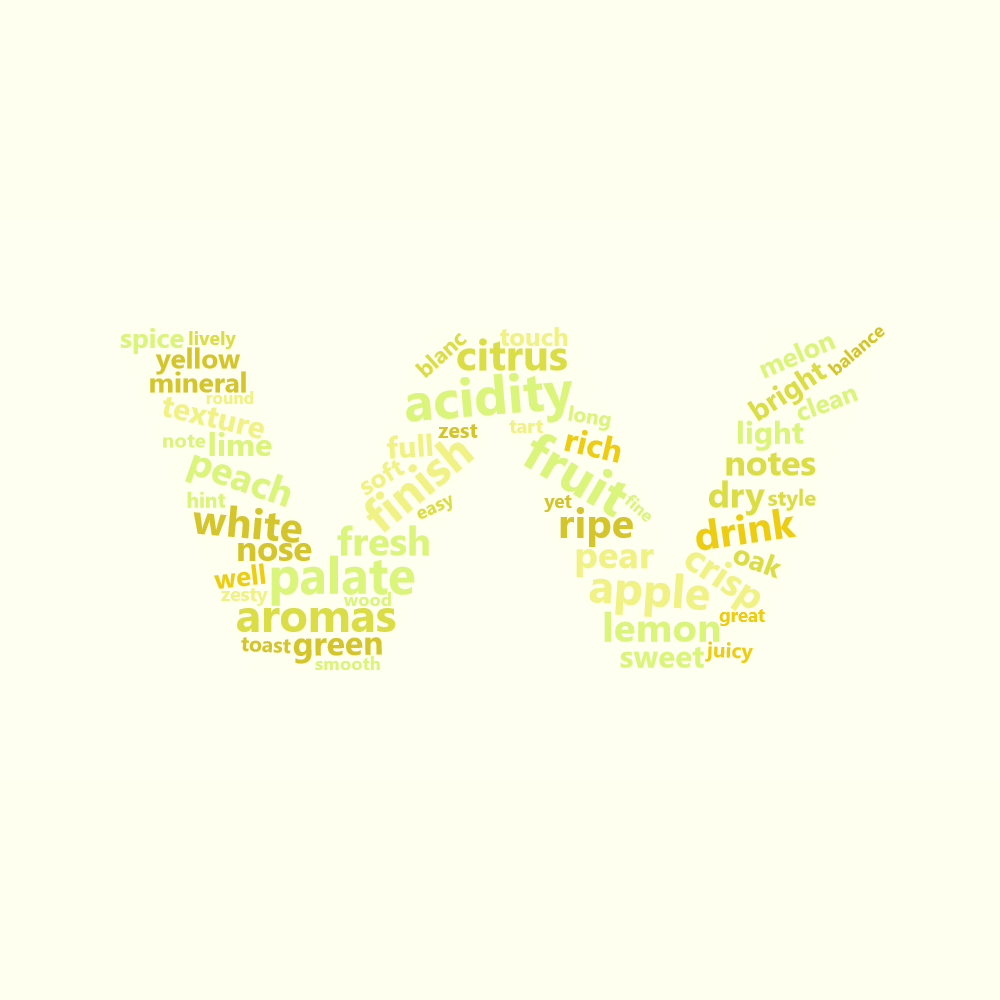 spice
lively
yellow
mineral
round
texture
note
lime
peach
hint
white
nose
well
zesty
palate
wood
aromas
toast
green
smooth
fresh
easy
finish
soft
full
zest
blanc
touch
citrus
acidity
long
tart
rich
fruit
fine
yet
ripe
pear
apple
lemon
sweet
juicy
great
crisp
oak
drink
dry
style
notes
light
clean
bright
melon
balance